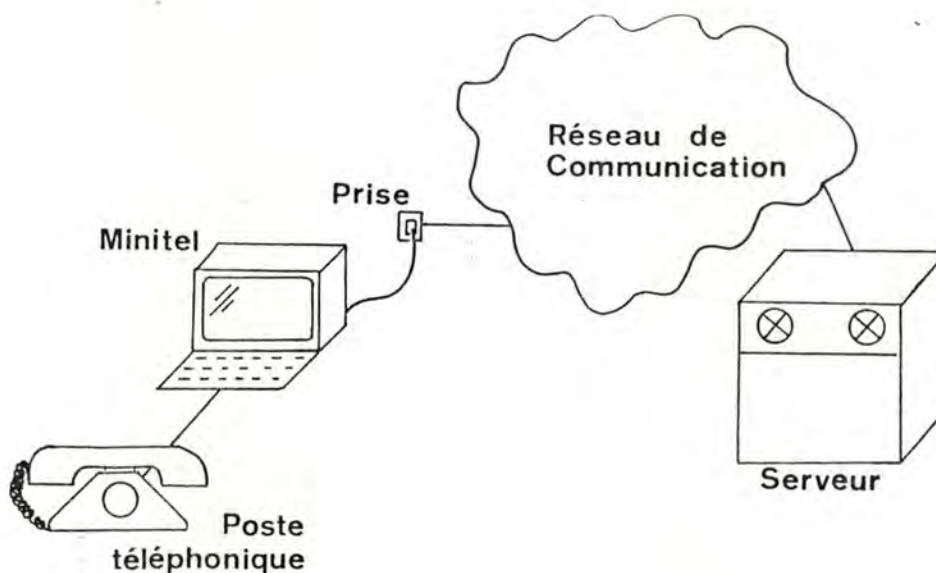 Réseau de
Communication
Prise
Minitel
Serveur
Poste
téléphonique